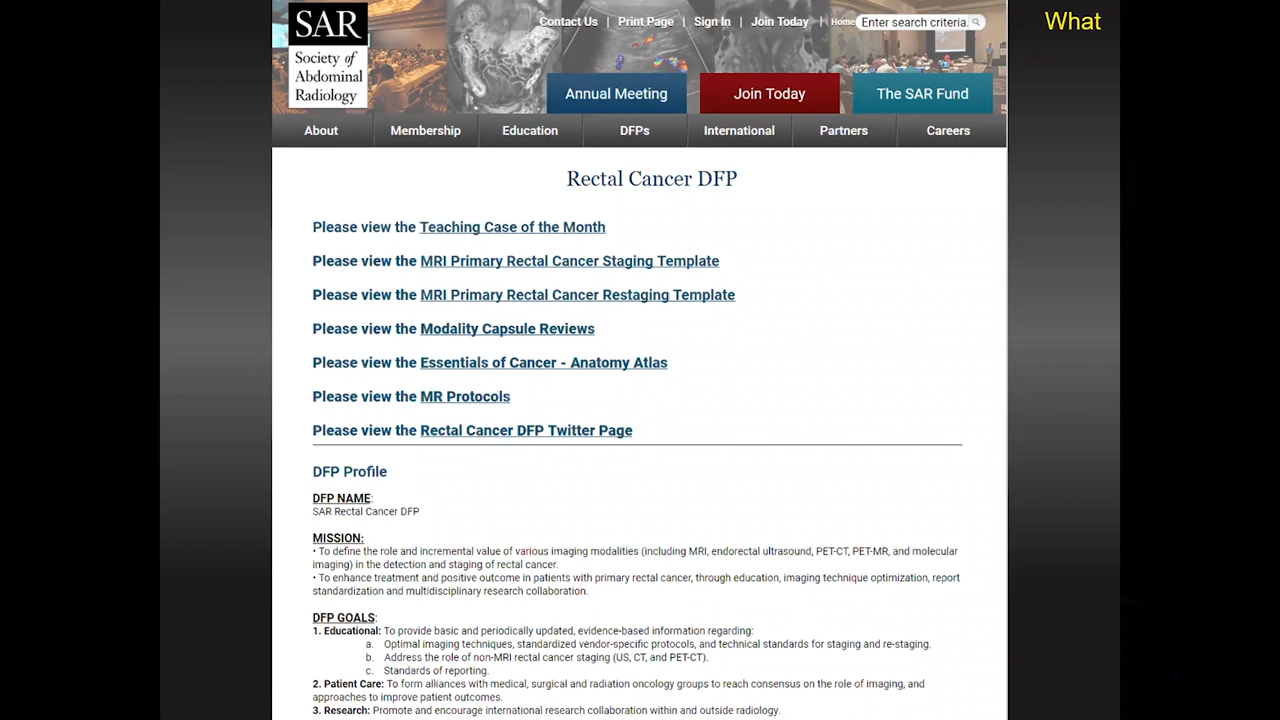 SAR
Society of
Abdominal
Radiology
Contact Us | Print Page | Sign In | Join Today | Home
Enter search criteria.
What
Annual Meeting
Join Today
The SAR Fund
About
Membership
Education
DFPs
International
Partners
Careers
Rectal Cancer DFP
Please view the Teaching Case of the Month
Please view the MRI Primary Rectal Cancer Staging Template
Please view the MRI Primary Rectal Cancer Restaging Template
Please view the Modality Capsule Reviews
Please view the Essentials of Cancer - Anatomy Atlas
Please view the MR Protocols
Please view the Rectal Cancer DFP Twitter Page
DFP Profile
DFP NAME:
SAR Rectal Cancer DFP
MISSION:
• To define the role and incremental value of various imaging modalities (including MRI, endorectal ultrasound, PET-CT, PET-MR, and molecular
imaging) in the detection and staging of rectal cancer.
• To enhance treatment and positive outcome in patients with primary rectal cancer, through education, imaging technique optimization, report
standardization and multidisciplinary research collaboration.
DFP GOALS:
1. Educational: To provide basic and periodically updated, evidence-based information regarding:
a. Optimal imaging techniques, standardized vendor-specific protocols, and technical standards for staging and re-staging.
b. Address the role of non-MRI rectal cancer staging (US, CT, and PET-CT).
c. Standards of reporting.
2. Patient Care: To form alliances with medical, surgical and radiation oncology groups to reach consensus on the role of imaging, and
approaches to improve patient outcomes.
3. Research: Promote and encourage international research collaboration within and outside radiology.